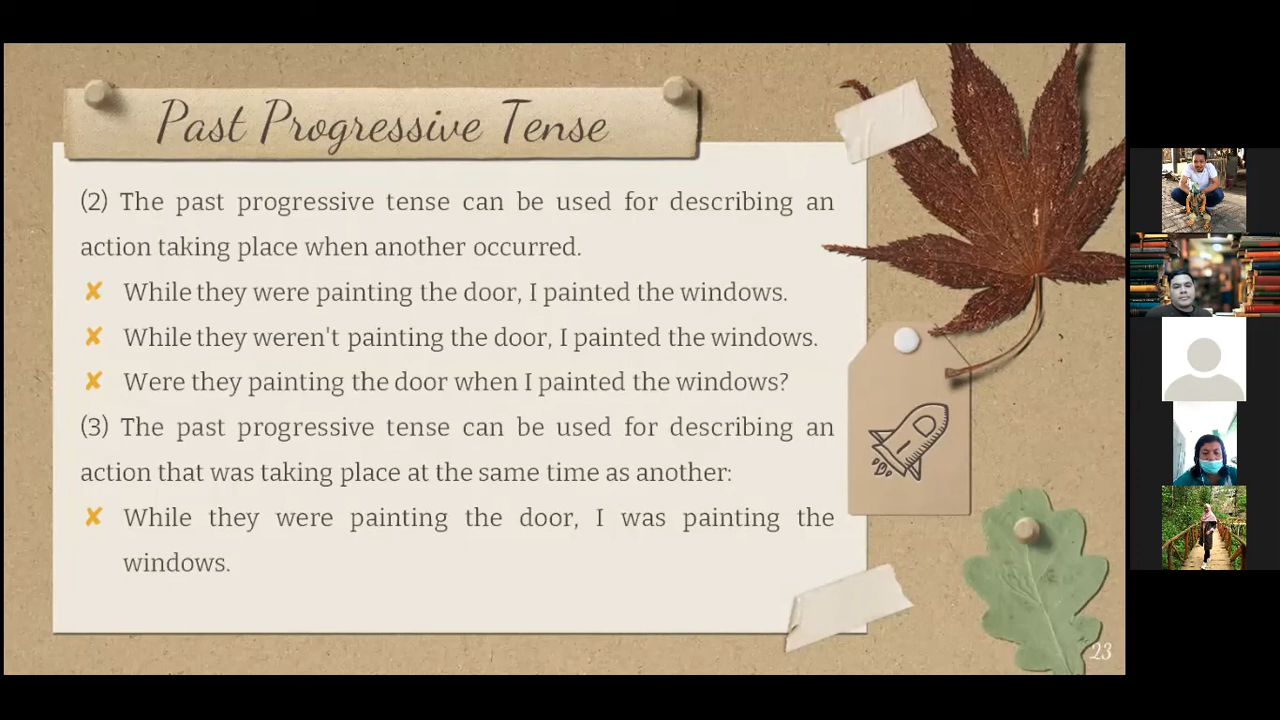 Past Progressive Tense
(2) The past progressive tense can be used for describing an
action taking place when another occurred.
✘ While they were painting the door, I painted the windows.
✘ While they weren't painting the door, I painted the windows.
✘ Were they painting the door when I painted the windows?
(3) The past progressive tense can be used for describing an
action that was taking place at the same time as another:
✘ While they were painting the door, I was painting the
windows.
23